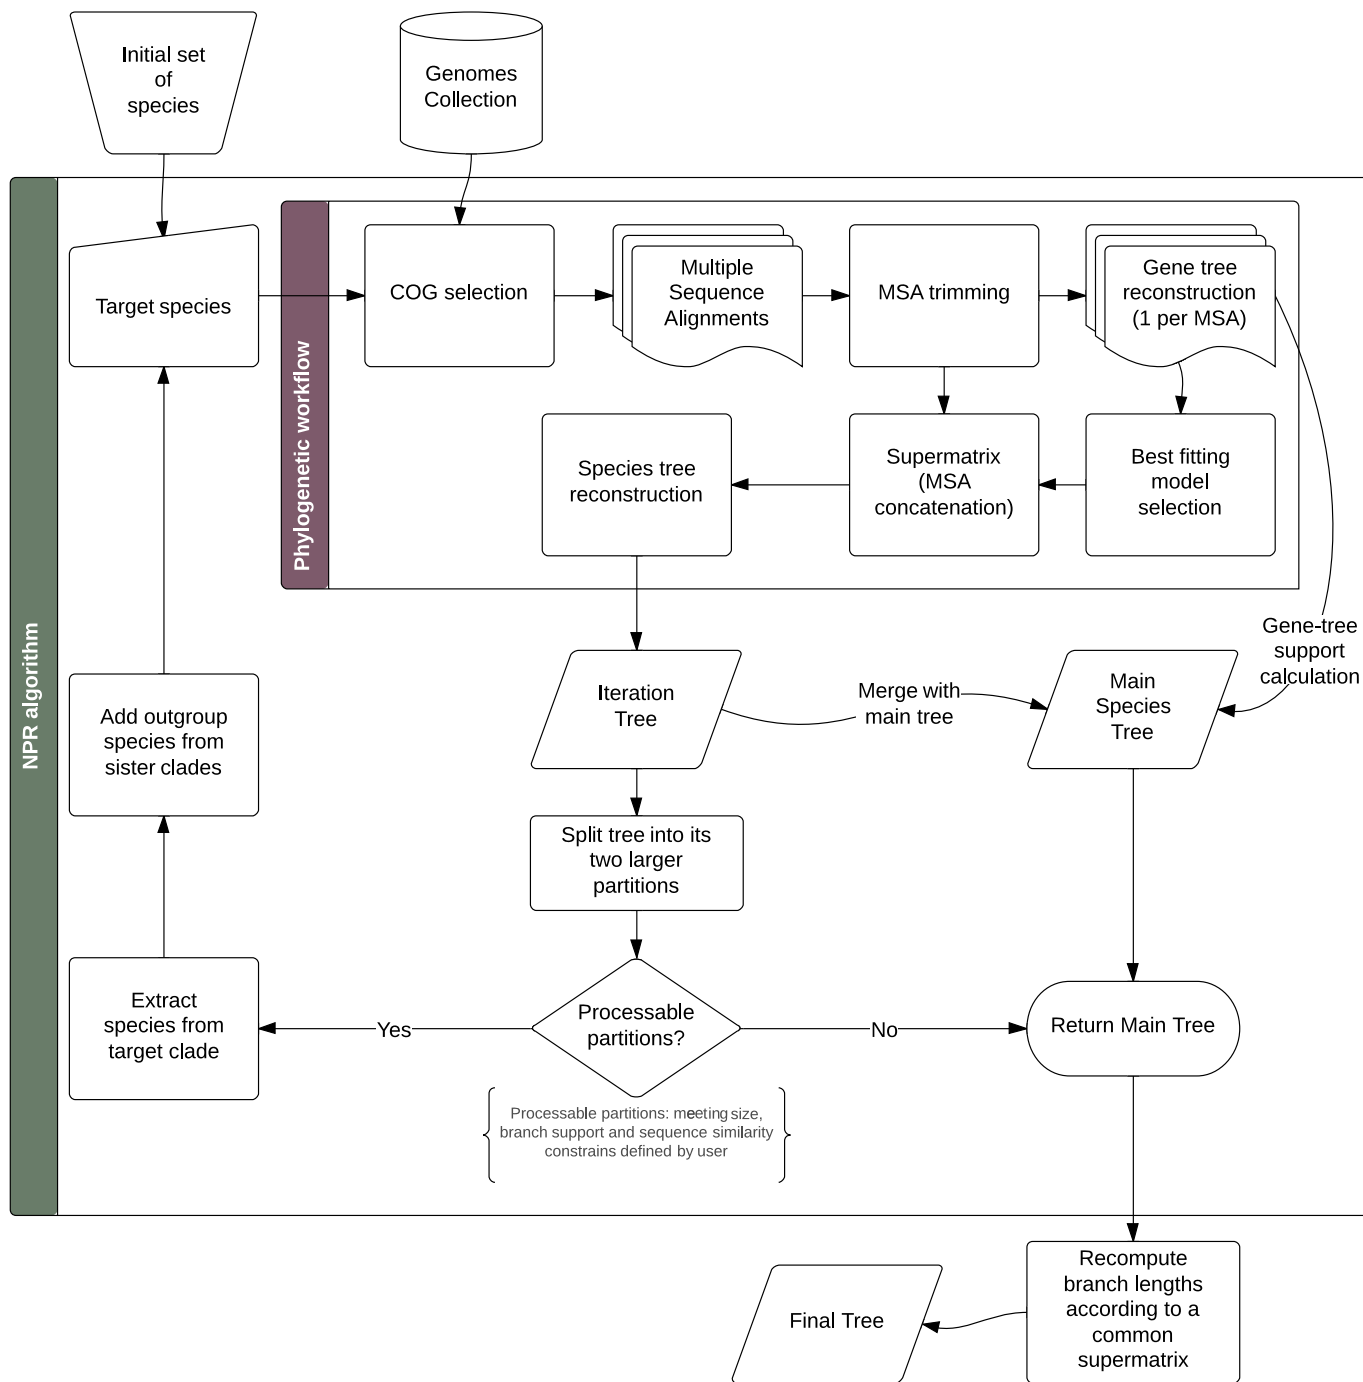 Initial set
of
species
Genomes
Collection
NPR algorithm
Phylogenetic workflow
Target species
COG selection
Multiple
Sequence
Alignments
MSA trimming
Gene tree
reconstruction
(1 per MSA)
Species tree
reconstruction
Supermatrix
(MSA
concatenation)
Best fitting
model
selection
Gene-tree
support
calculation
Iteration
Tree
Merge with
main tree
Main
Species
Tree
Add outgroup
species from
sister clades
Split tree into its
two larger
partitions
Extract
species from
target clade
Yes
Processable
partitions?
No
Return Main Tree
Processable partitions: meeting size,
branch support and sequence similarity
constrains defined by user
Recompute
branch lengths
according to a
common
supermatrix
Final Tree